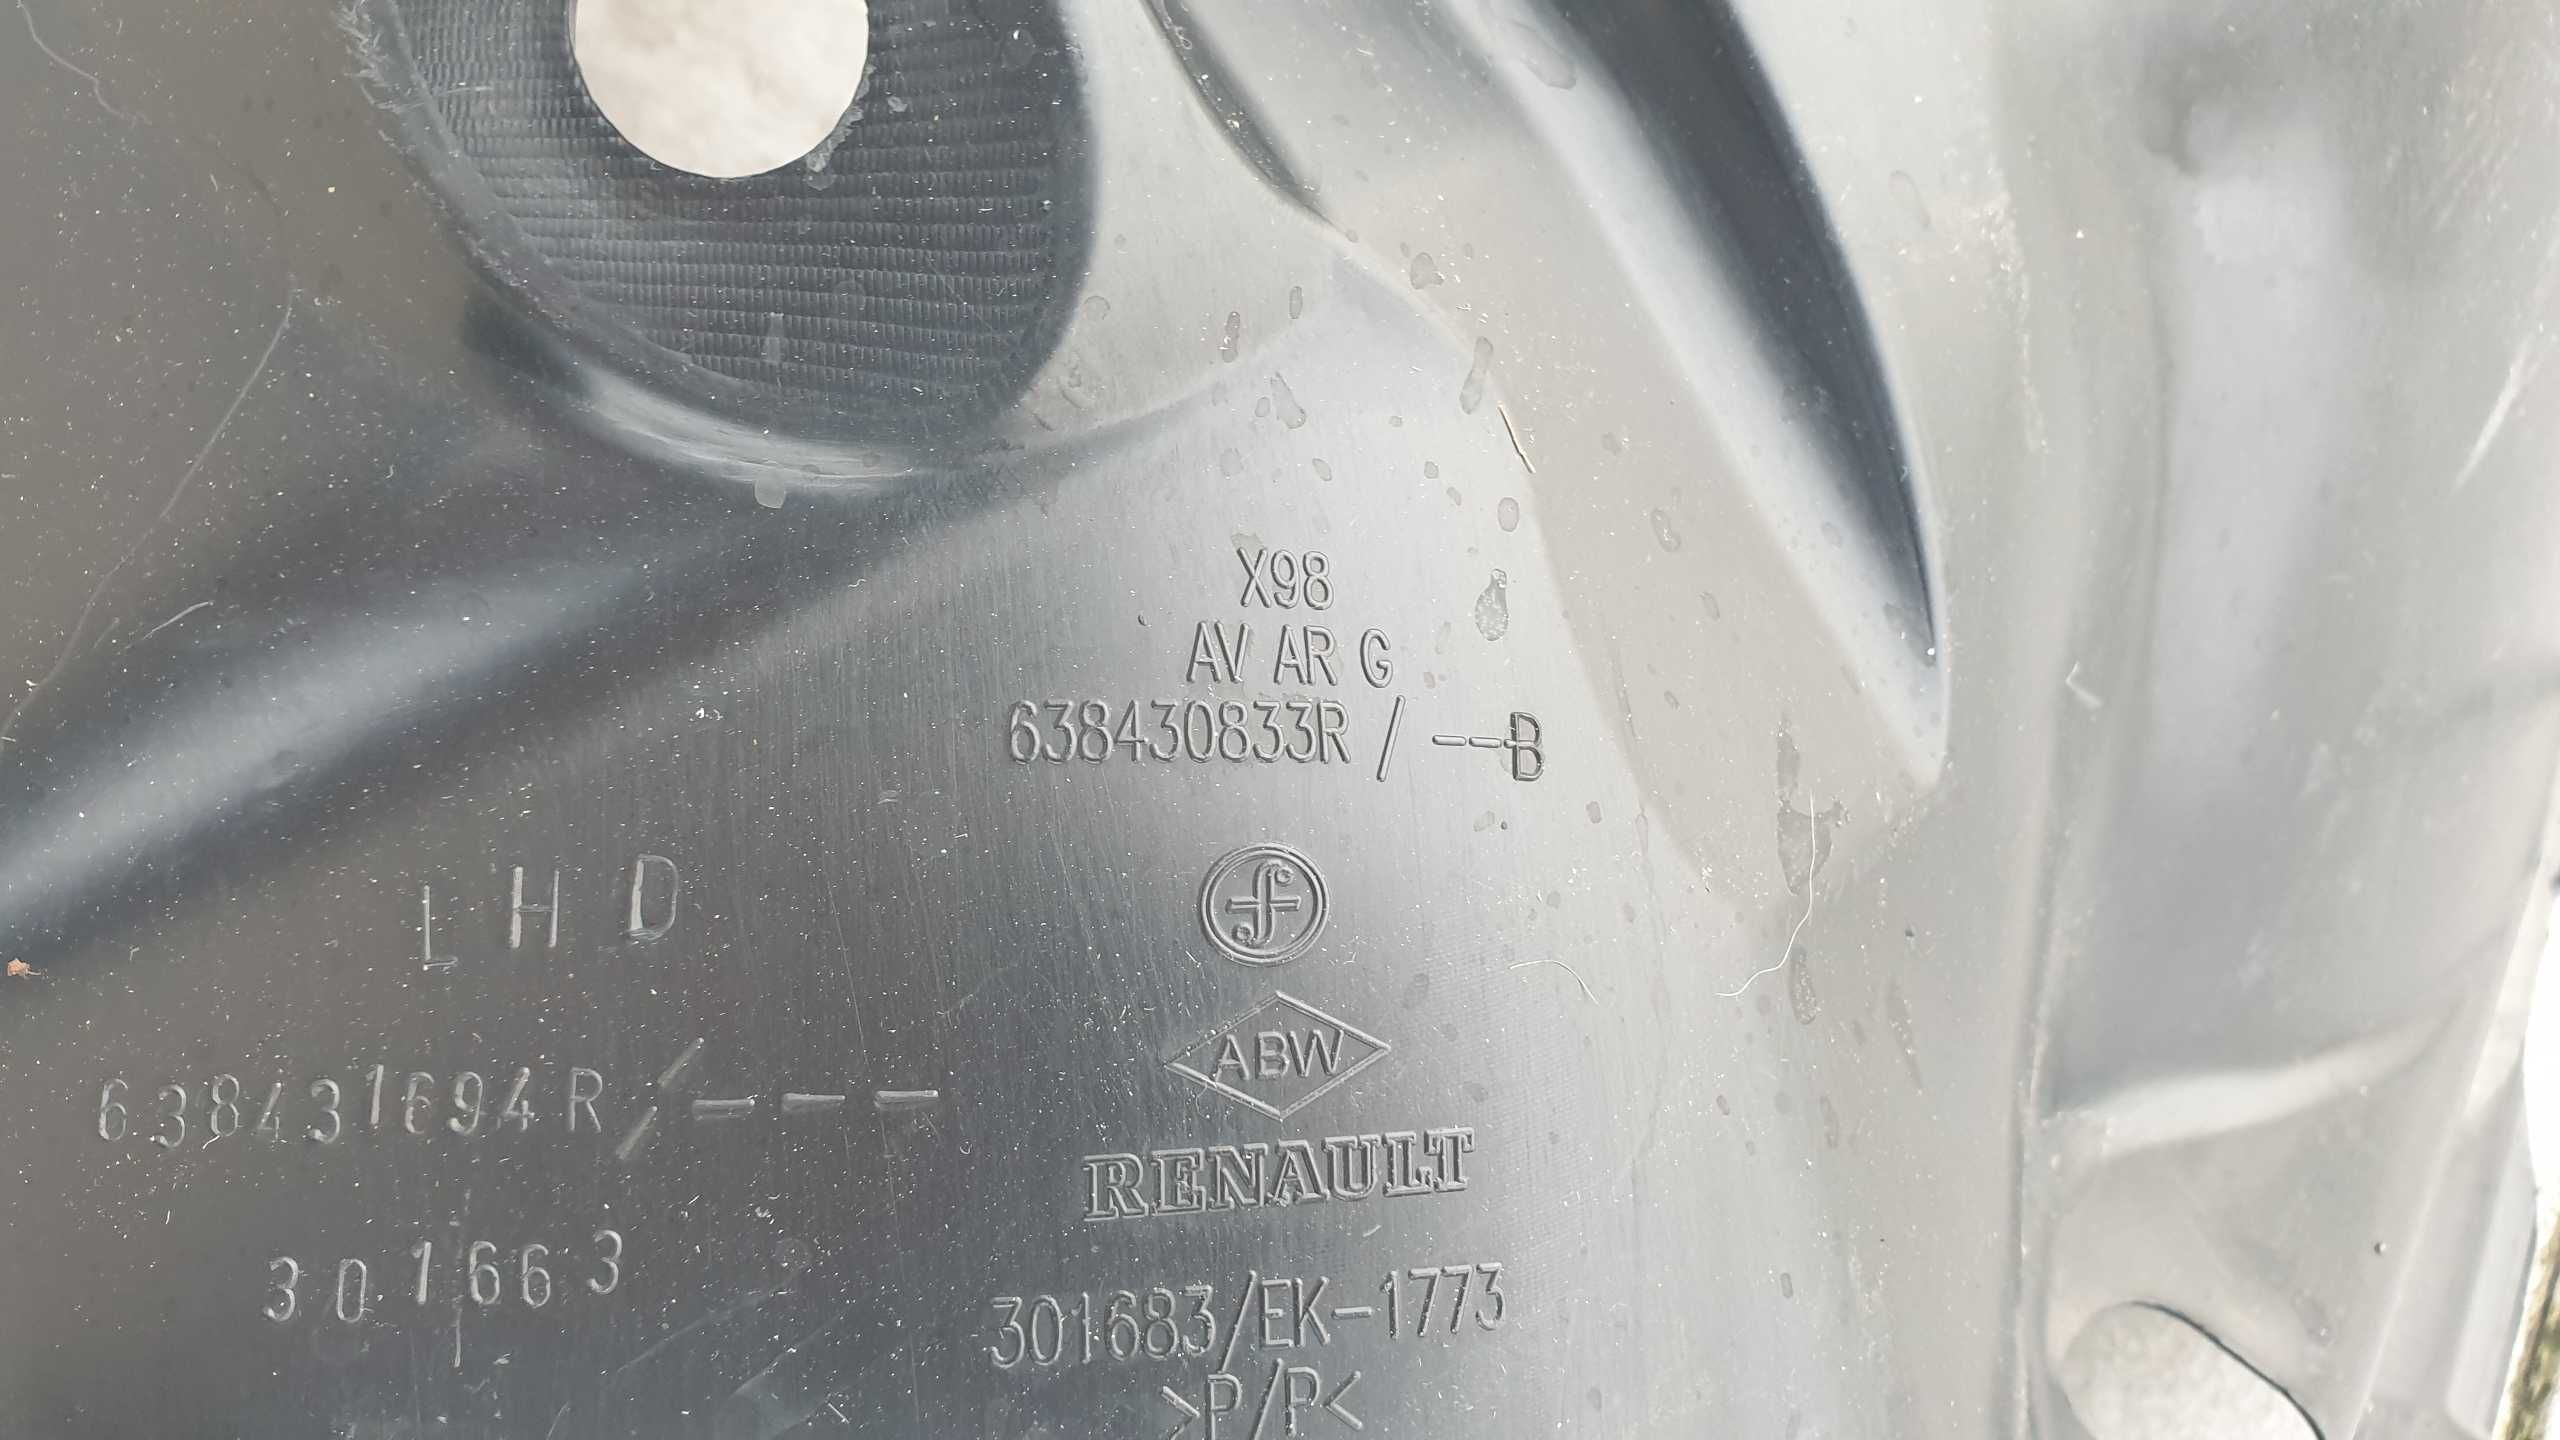 X98
AV AR G
638430833R / ---B
LHD
638431694R/---
301663
ABW
RENAULT
301683/EK-1773
>P/P<